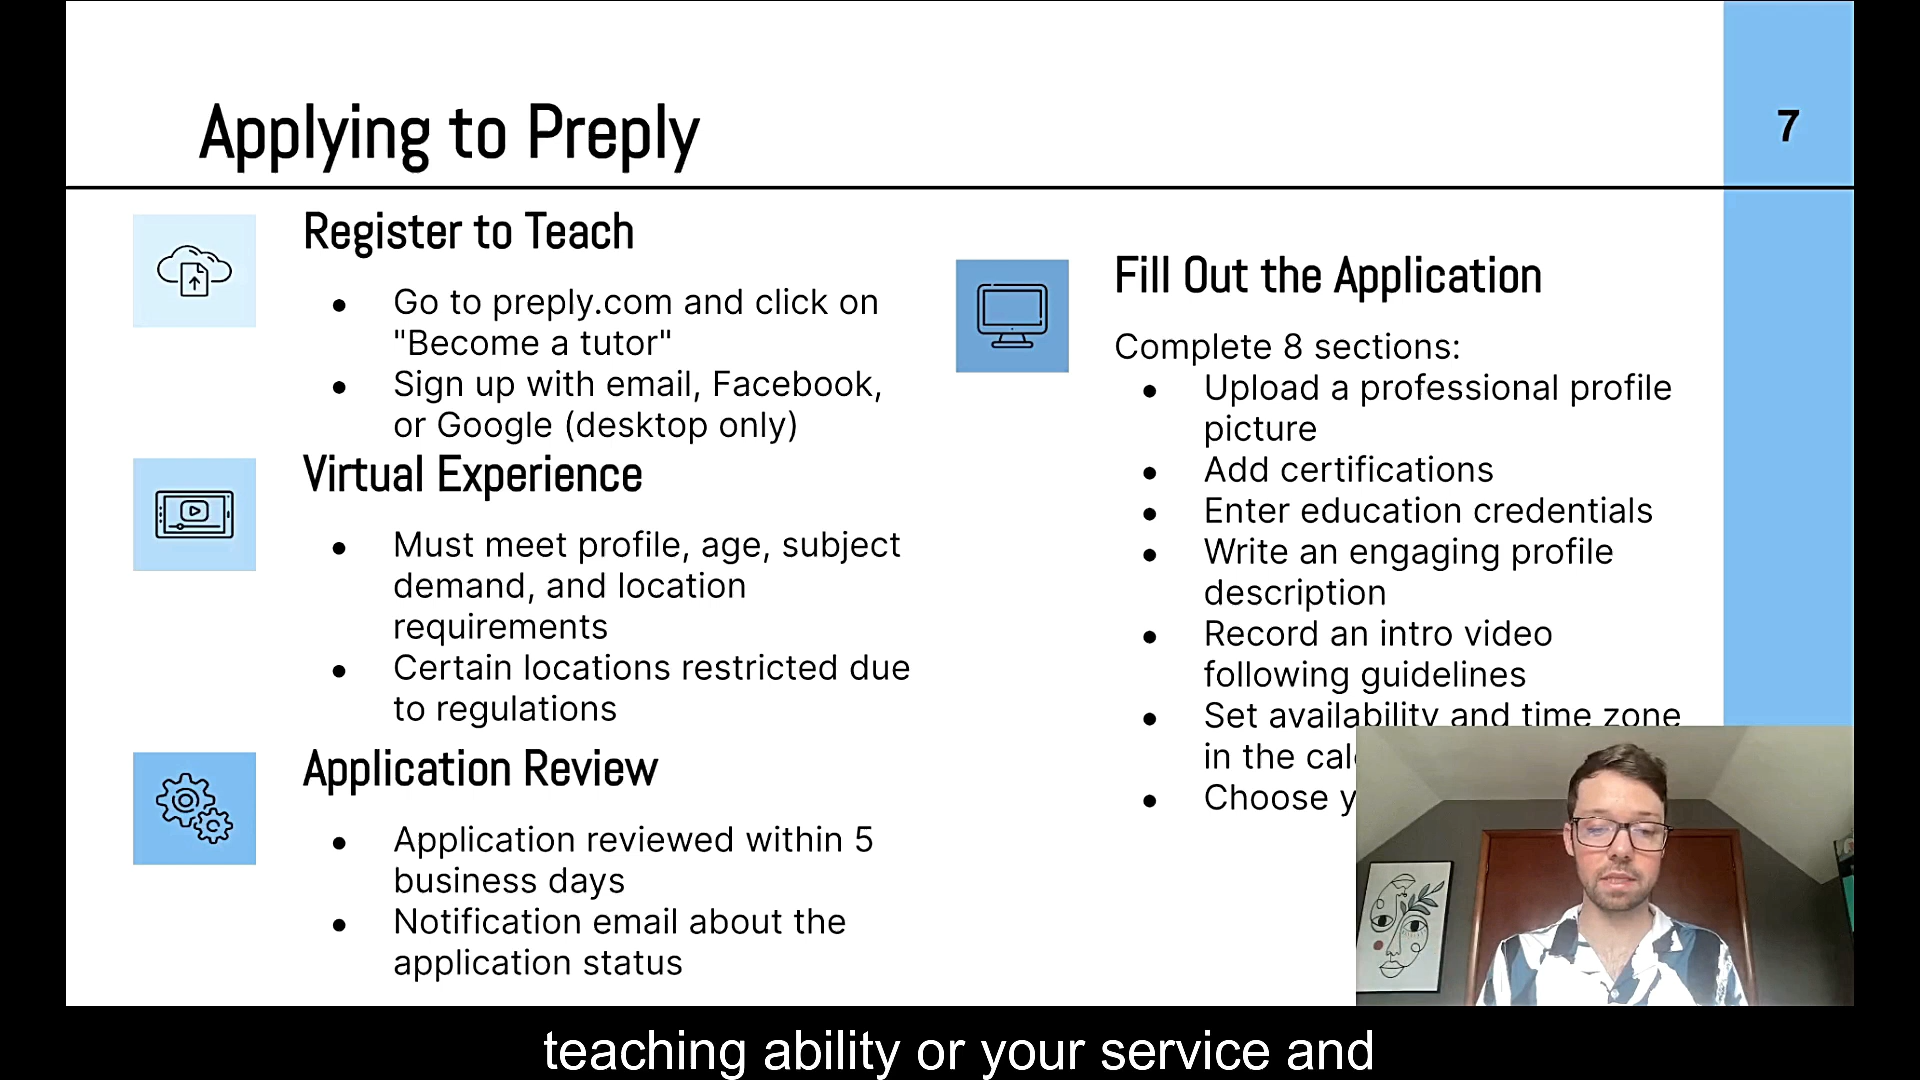 Applying to Preply
7
Register to Teach
● Go to preply.com and click on
"Become a tutor"
● Sign up with email, Facebook,
or Google (desktop only)
Virtual Experience
● Must meet profile, age, subject
demand, and location
requirements
● Certain locations restricted due
to regulations
Application Review
● Application reviewed within 5
business days
● Notification email about the
application status
Fill Out the Application
Complete 8 sections:
● Upload a professional profile
picture
● Add certifications
● Enter education credentials
● Write an engaging profile
description
● Record an intro video
following guidelines
● Set availability and time zone
in the
● Choose
teaching ability or your service and